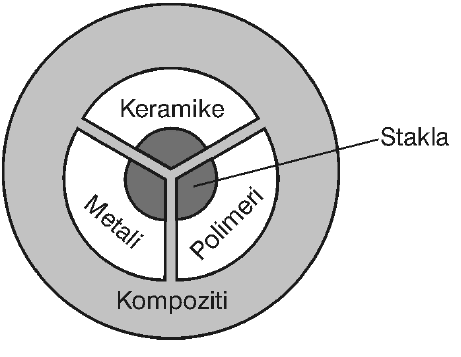 Keramike
Stakla
Metali
Polimeri
Kompoziti